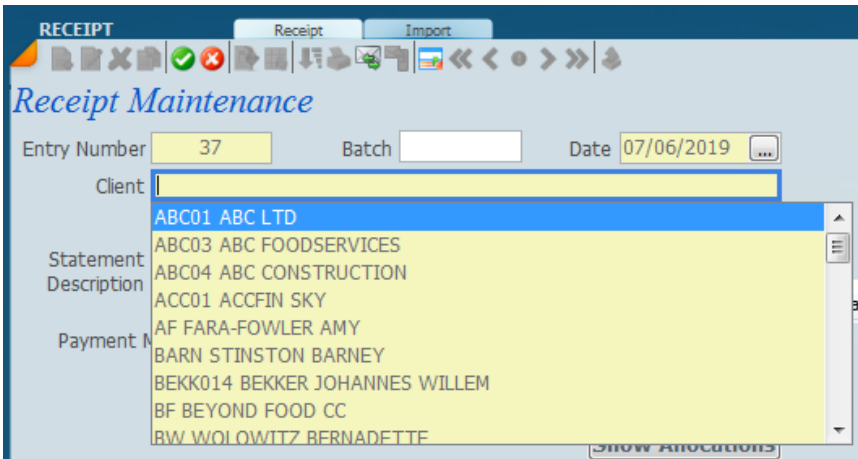 RECEIPT Receipt Import
Receipt Maintenance
Entry Number 37 Batch Date 07/06/2019 ...
Client
ABC01 ABC LTD
ABC03 ABC FOODSERVICES
Statement
ABC04 ABC CONSTRUCTION
Description
ACC01 ACCFIN SKY
AF FARA-FOWLER AMY
Payment M
BARN STINSTON BARNEY
BEKK014 BEKKER JOHANNES WILLEM
BF BEYOND FOOD CC
BW WOLOWITZ BERNADETTE
Show Allocations